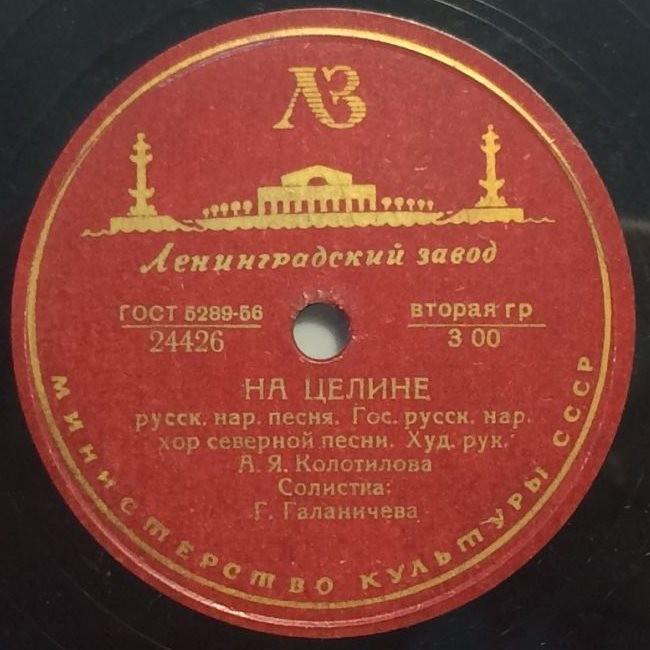 ЛЗ
Ленинградский завод
ГОСТ 5289-56
24426
вторая гр
3 00
НА ЦЕЛИНЕ
русск. нар. песня. Гос. русск. нар.
хор северной песни. Худ. рук.
А. Я. Колотилова
Солистка:
Г. Галаничева
МИНИСТЕРСТВО КУЛЬТУРЫ СССР